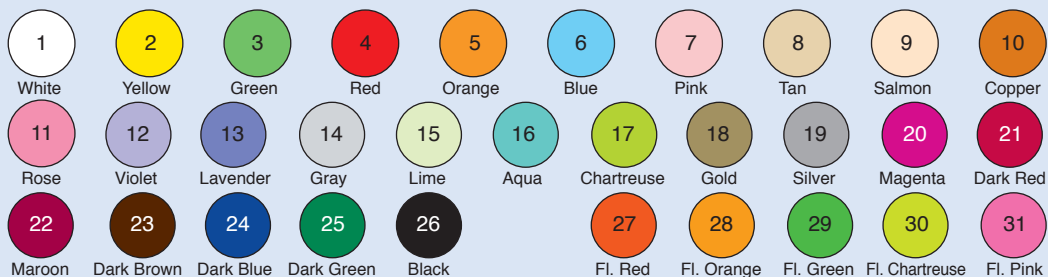 1 2 3 4 5 6 7 8 9 10
White Yellow Green Red Orange Blue Pink Tan Salmon Copper
11 12 13 14 15 16 17 18 19 20 21
Rose Violet Lavender Gray Lime Aqua Chartreuse Gold Silver Magenta Dark Red
22 23 24 25 26 27 28 29 30 31
Maroon Dark Brown Dark Blue Dark Green Black Fl. Red Fl. Orange Fl. Green Fl. Chartreuse Fl. Pink